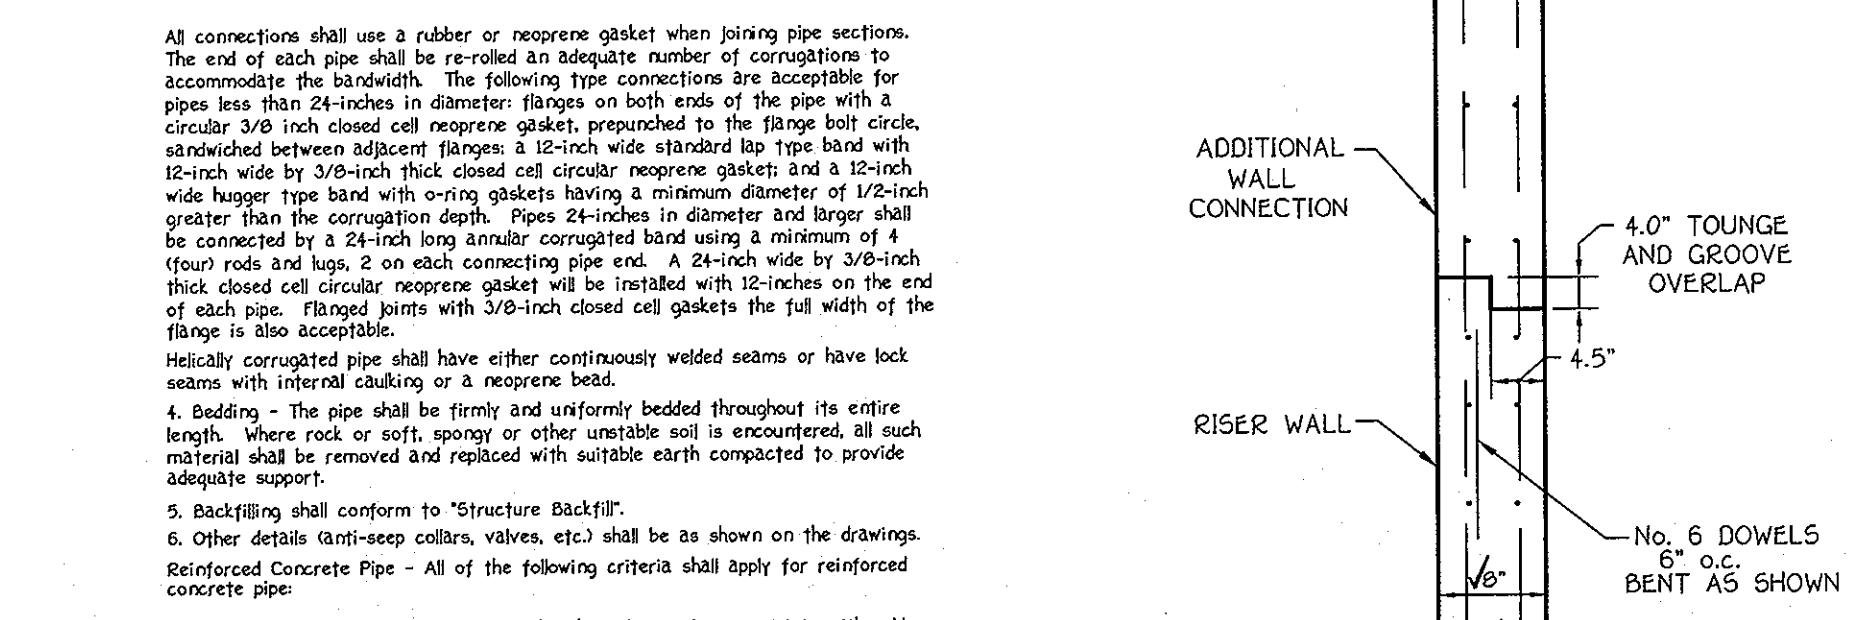 All connections shall use a rubber or neoprene gasket when joining pipe sections.
The end of each pipe shall be re-rolled an adequate number of corrugations to
accommodate the bandwidth. The following type connections are acceptable for
pipes less than 24-inches in diameter: flanges on both ends of the pipe with a
circular 3/8 inch closed cell neoprene gasket, prepunched to the flange bolt circle,
sandwiched between adjacent flanges; a 12-inch wide standard lap type band with
12-inch wide by 3/8-inch thick closed cell circular neoprene gasket; and a 12-inch
wide hugger type band with o-ring gaskets having a minimum diameter of 1/2-inch
greater than the corrugation depth. Pipes 24-inches in diameter and larger shall
be connected by a 24-inch long annular corrugated band using a minimum of 4
(four) rods and lugs, 2 on each connecting pipe end. A 24-inch wide by 3/8-inch
thick closed cell circular neoprene gasket will be installed with 12-inches on the end
of each pipe. Flanged joints with 3/8-inch closed cell gaskets the full width of the
flange is also acceptable.
Helically corrugated pipe shall have either continuously welded seams or have lock
seams with internal caulking or a neoprene bead.
4. Bedding - The pipe shall be firmly and uniformly bedded throughout its entire
length. Where rock or soft, spongy or other unstable soil is encountered, all such
material shall be removed and replaced with suitable earth compacted to provide
adequate support.
5. Backfilling shall conform to "Structure Backfill".
6. Other details (anti-seep collars, valves, etc.) shall be as shown on the drawings.
Reinforced Concrete Pipe - All of the following criteria shall apply for reinforced
concrete pipe:
ADDITIONAL
WALL
CONNECTION
4.0" TOUNGE
AND GROOVE
OVERLAP
4.5"
RISER WALL
No. 6 DOWELS
6" o.c.
BENT AS SHOWN
8"